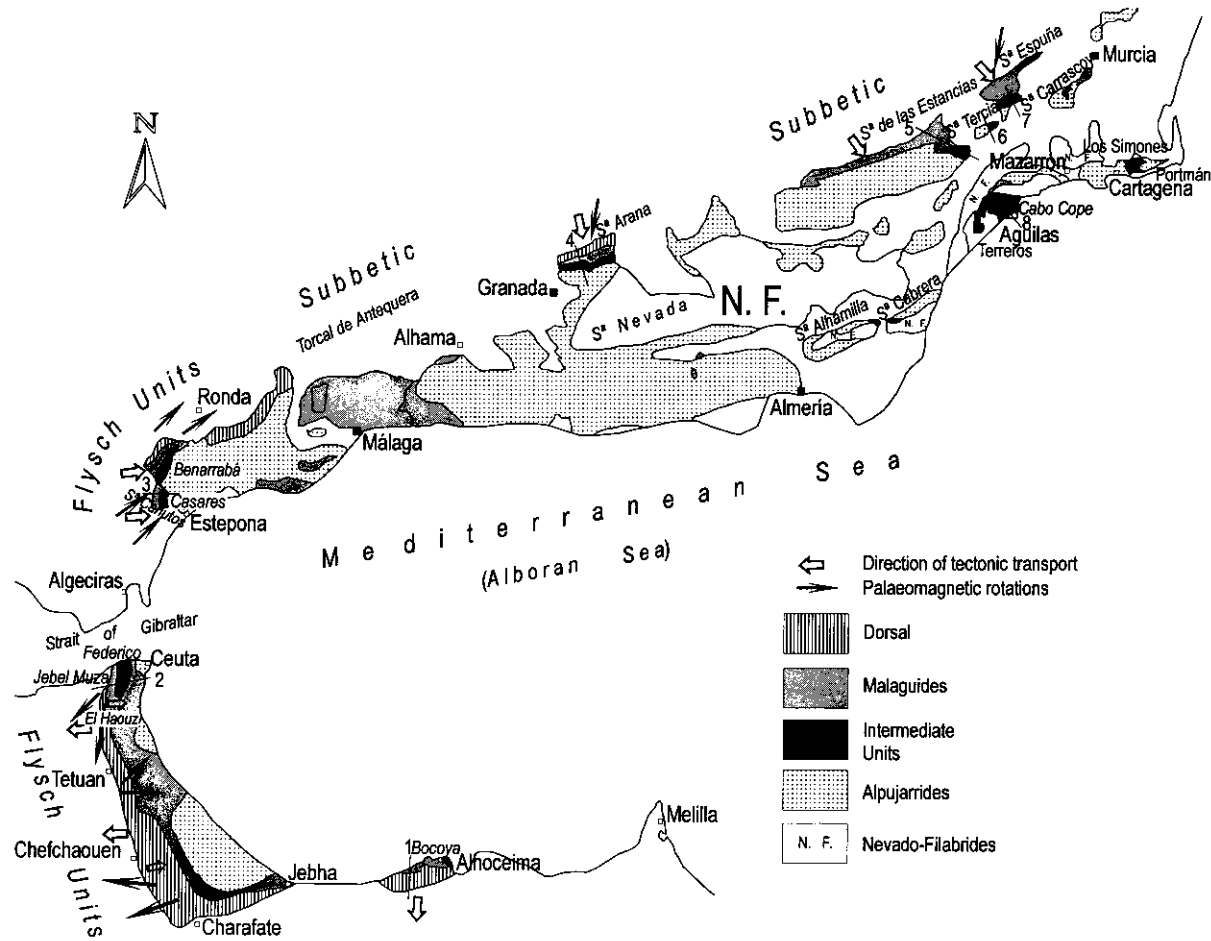 N
Subbetic
Sª de las Estancias
Sª Espuña
Murcia
Sª Carrascoy
Sª Tercia
5
6
7
Los Simones
Mazarrón
Portmán
Cartagena
N. F.
N. F.
Cabo Cope
8
Aguilas
Terreros
4
Sª Arana
Granada
Sª Nevada
N. F.
Sª Alhamilla
Sª Cabrera
N. F.
N. F.
Almería
Subbetic
Torcal de Antequera
Alhama
Málaga
Flysch Units
Ronda
Benarrabá
3
Casares
Estepona
Mediterranean Sea
(Alboran Sea)
Algeciras
Strait of Gibraltar
Federico
Ceuta
Jebel Muza
2
El Haouz
Flysch Units
Tetuan
Chefchaouen
Jebha
Charafate
1
Bocoya
Alhoceima
Melilla
Direction of tectonic transport
Palaeomagnetic rotations
Dorsal
Malaguides
Intermediate
Units
Alpujarrides
N. F.
Nevado-Filabrides